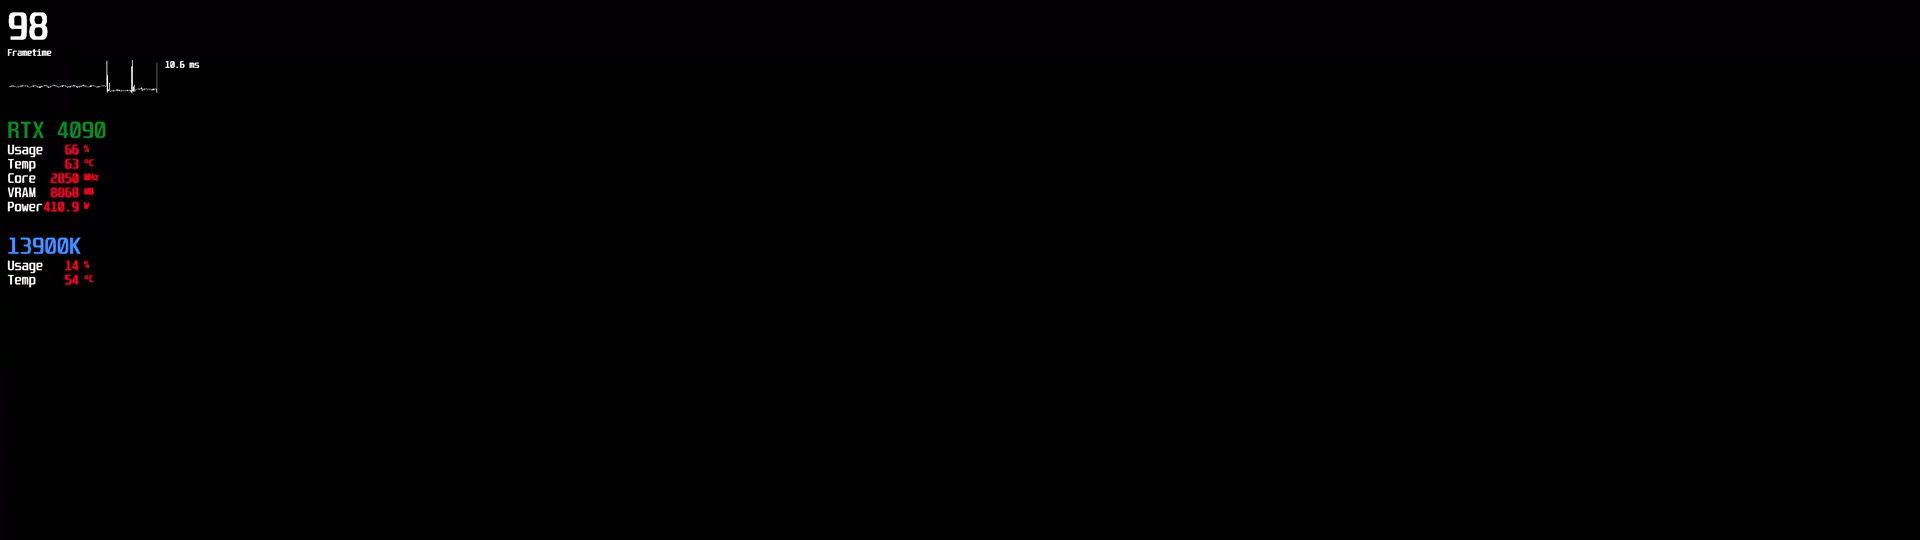 98
Frametime
10.6 ms
RTX 4090
Usage 66 %
Temp 63 °C
Core 2850 MHz
VRAM 8868 MB
Power 410.9 W
13900K
Usage 14 %
Temp 54 °C